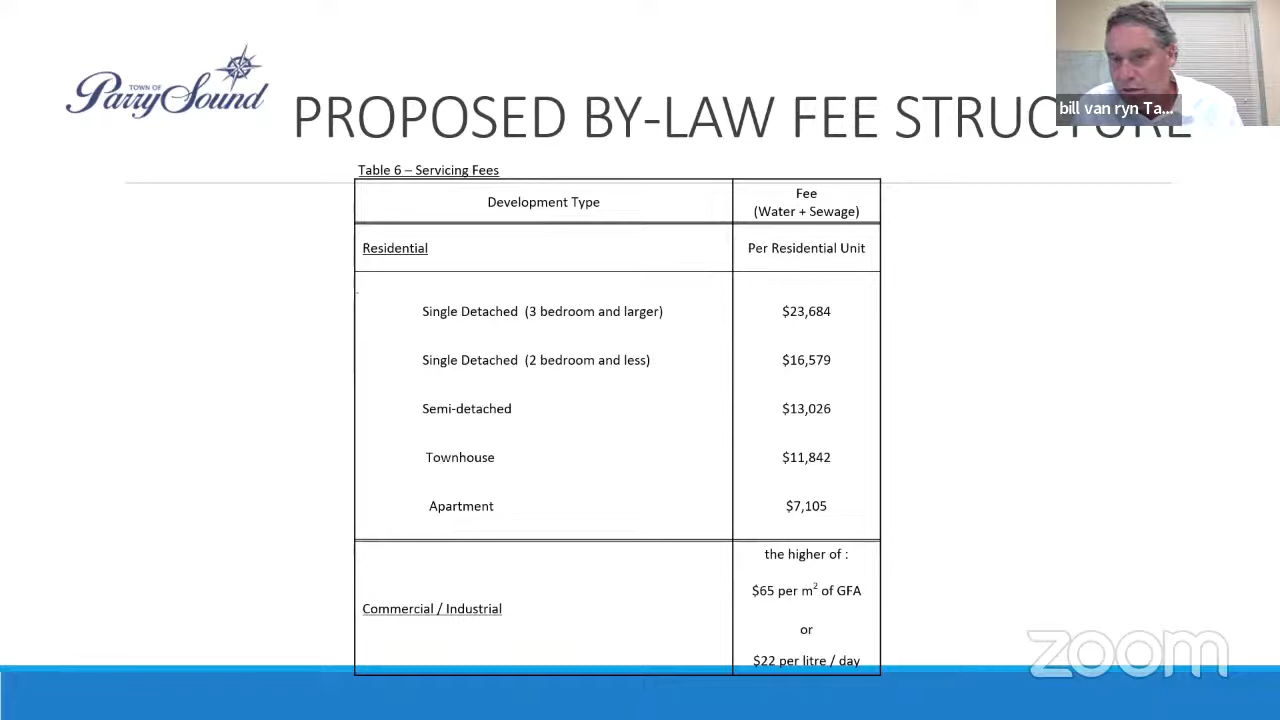 TOWN OF
Parry Sound
PROPOSED BY-LAW FEE STRUCTURE
bill van ryn Ta...
Table 6 – Servicing Fees
Development Type
Fee
(Water + Sewage)
Residential
Per Residential Unit
Single Detached (3 bedroom and larger)
$23,684
Single Detached (2 bedroom and less)
$16,579
Semi-detached
$13,026
Townhouse
$11,842
Apartment
$7,105
Commercial / Industrial
the higher of :
$65 per m² of GFA
or
$22 per litre / day
zoom